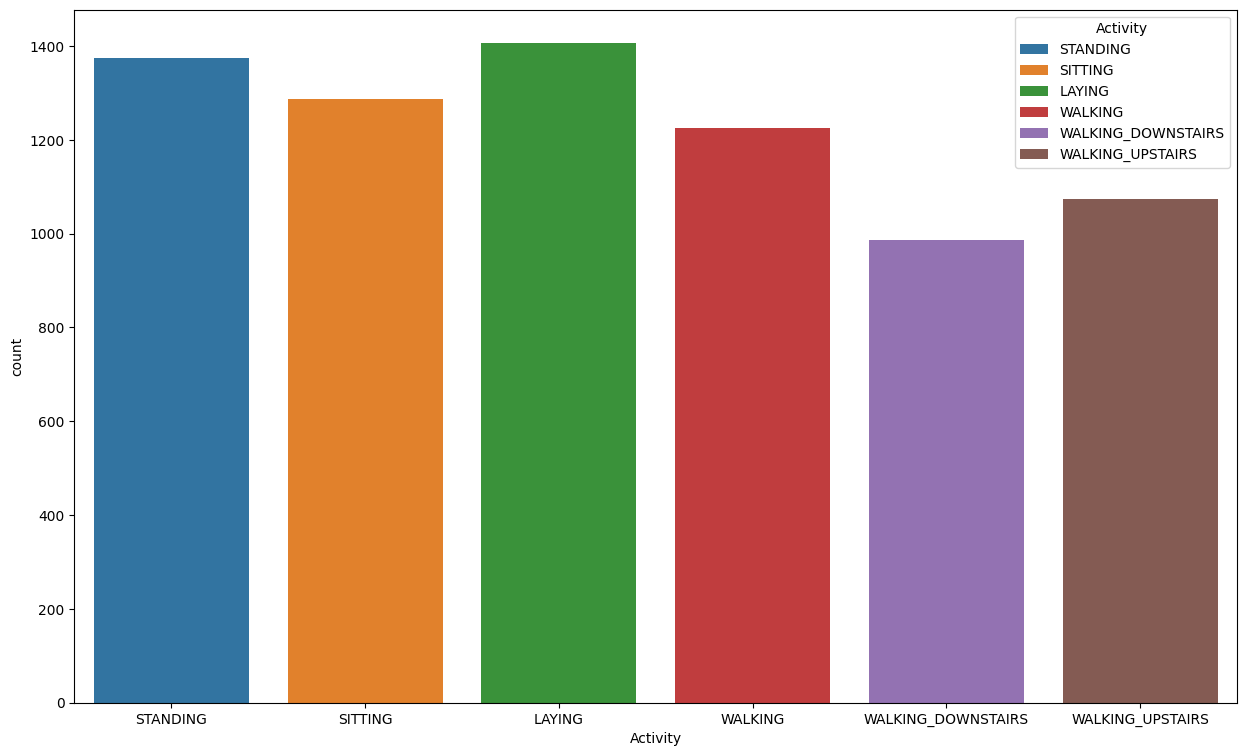 Activity
STANDING
SITTING
LAYING
WALKING
WALKING_DOWNSTAIRS
WALKING_UPSTAIRS
1400
1200
1000
800
600
400
200
0
count
STANDING SITTING LAYING WALKING WALKING_DOWNSTAIRS WALKING_UPSTAIRS
Activity